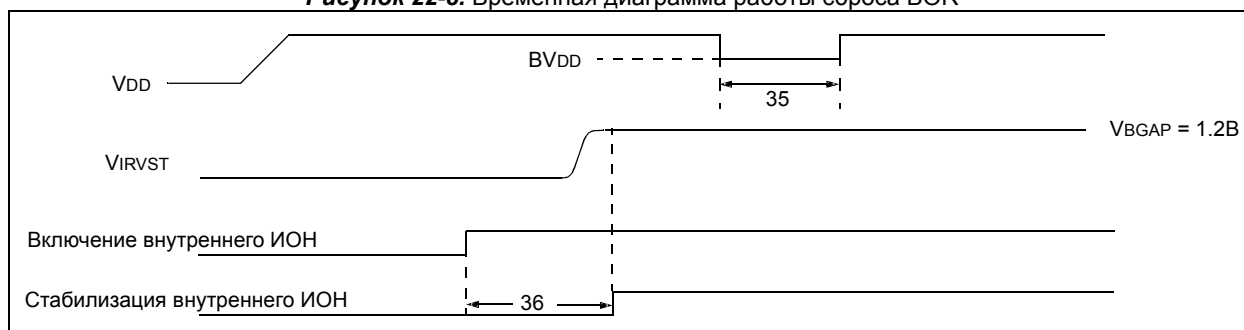 Рисунок 22-6. Временная диаграмма работы сброса BOR
BVDD
VDD
35
VBGAP = 1.2В
VIRVST
Включение внутреннего ИОН
Стабилизация внутреннего ИОН
36